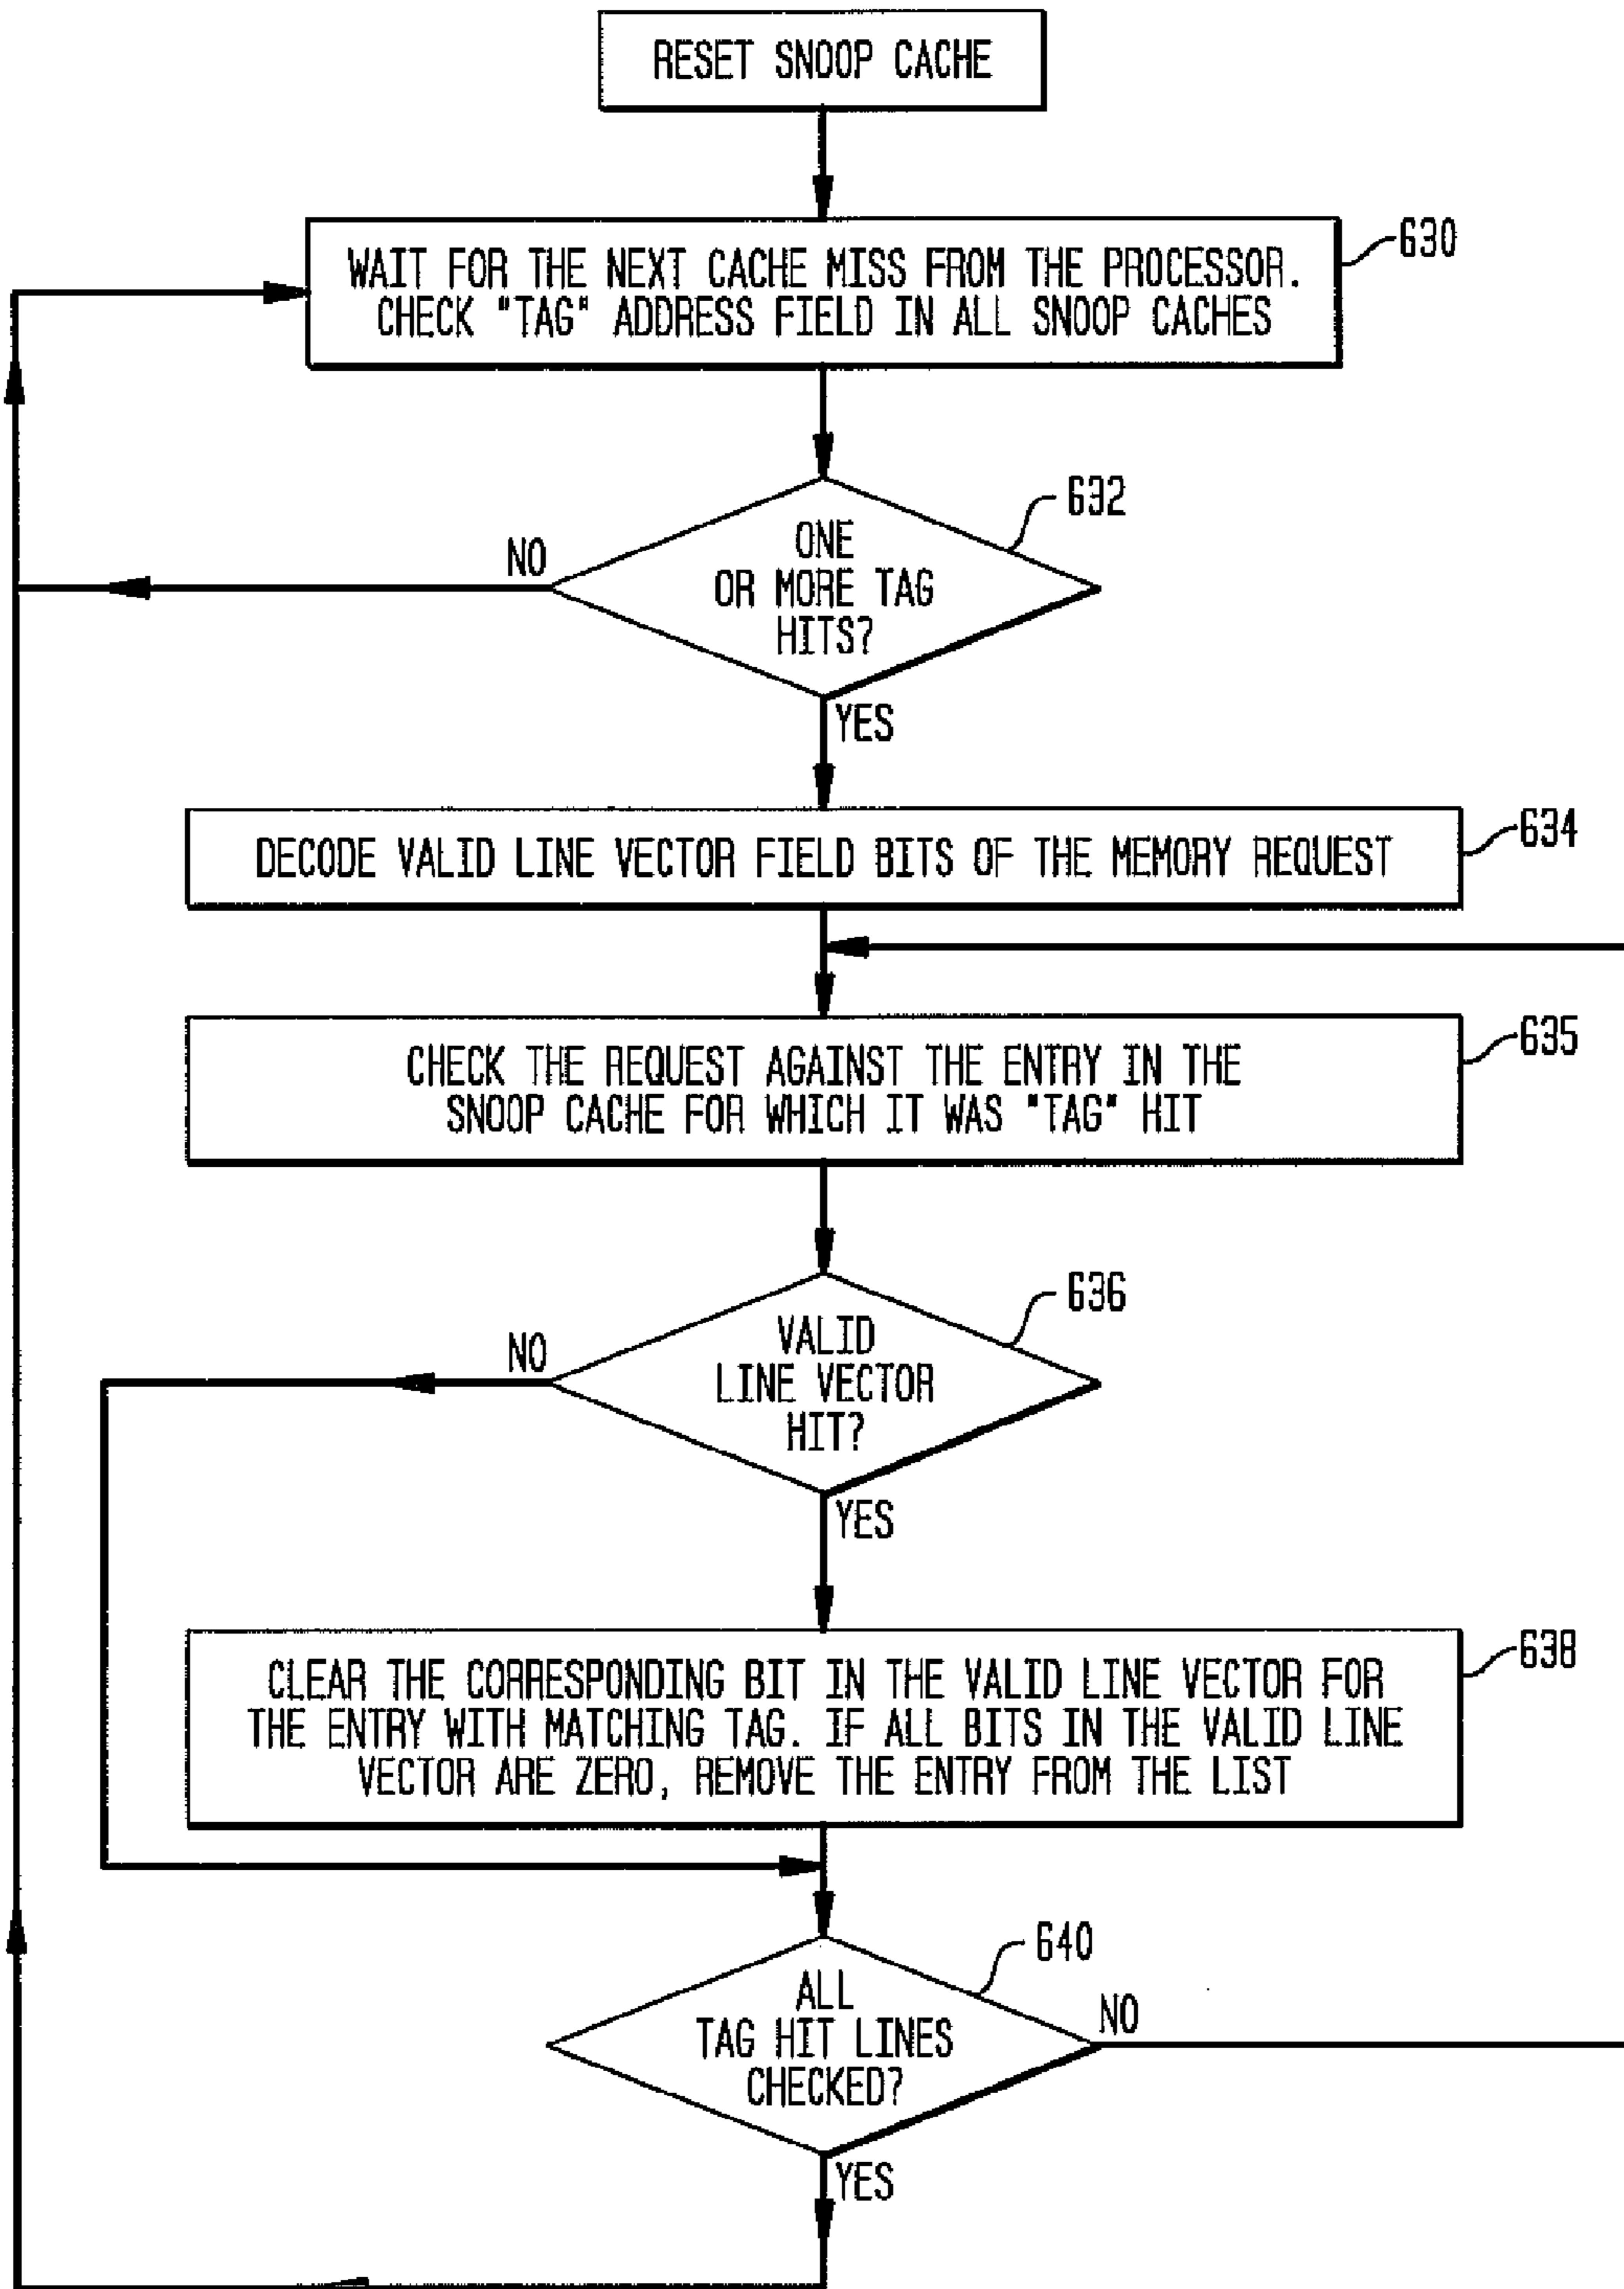 RESET SNOOP CACHE
WAIT FOR THE NEXT CACHE MISS FROM THE PROCESSOR.
CHECK "TAG" ADDRESS FIELD IN ALL SNOOP CACHES
630
ONE
OR MORE TAG
HITS?
632
NO
YES
DECODE VALID LINE VECTOR FIELD BITS OF THE MEMORY REQUEST
634
CHECK THE REQUEST AGAINST THE ENTRY IN THE
SNOOP CACHE FOR WHICH IT WAS "TAG" HIT
635
VALID
LINE VECTOR
HIT?
636
NO
YES
CLEAR THE CORRESPONDING BIT IN THE VALID LINE VECTOR FOR
THE ENTRY WITH MATCHING TAG. IF ALL BITS IN THE VALID LINE
VECTOR ARE ZERO, REMOVE THE ENTRY FROM THE LIST
638
ALL
TAG HIT LINES
CHECKED?
640
NO
YES